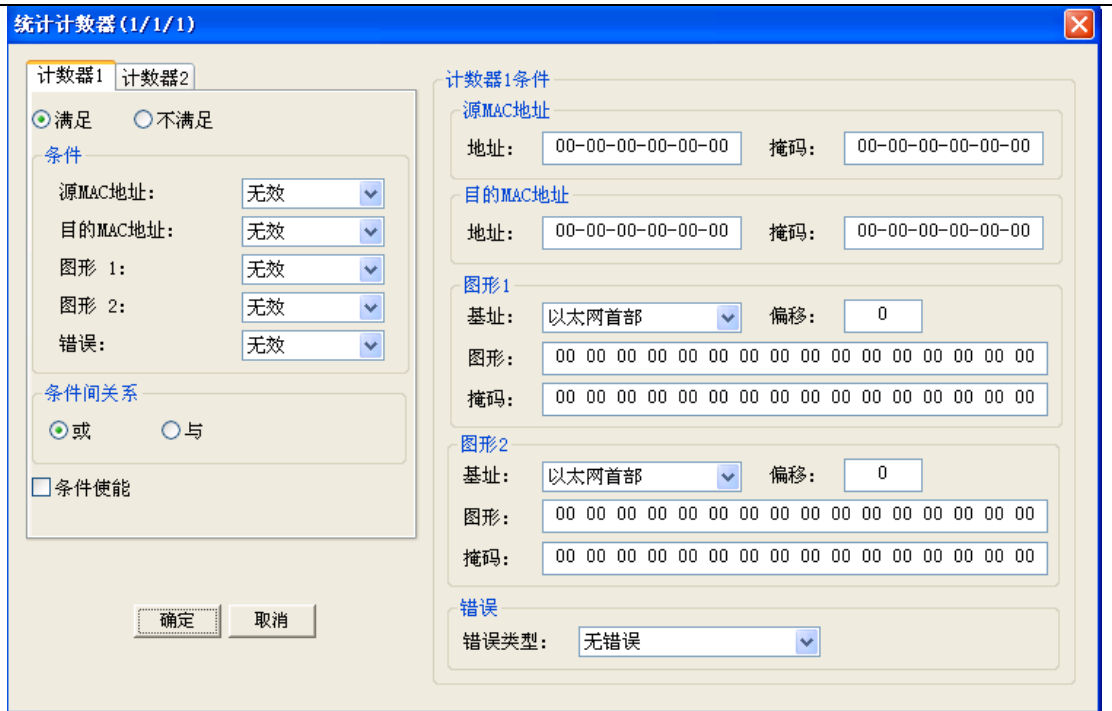 统计计数器(1/1/1)
计数器1 计数器2
满足 不满足
条件
源MAC地址: 无效
目的MAC地址: 无效
图形 1: 无效
图形 2: 无效
错误: 无效
条件间关系
或 与
条件使能
确定 取消
计数器1条件
源MAC地址
地址: 00-00-00-00-00-00 掩码: 00-00-00-00-00-00
目的MAC地址
地址: 00-00-00-00-00-00 掩码: 00-00-00-00-00-00
图形1
基址: 以太网首部 偏移: 0
图形: 00 00 00 00 00 00 00 00 00 00 00 00 00 00 00 00
掩码: 00 00 00 00 00 00 00 00 00 00 00 00 00 00 00 00
图形2
基址: 以太网首部 偏移: 0
图形: 00 00 00 00 00 00 00 00 00 00 00 00 00 00 00 00
掩码: 00 00 00 00 00 00 00 00 00 00 00 00 00 00 00 00
错误
错误类型: 无错误